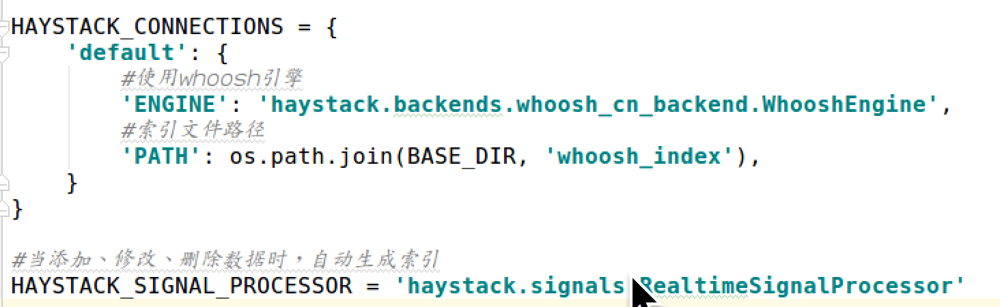 HAYSTACK_CONNECTIONS = {
    'default': {
        #使用whoosh引擎
        'ENGINE': 'haystack.backends.whoosh_cn_backend.WhooshEngine',
        #索引文件路径
        'PATH': os.path.join(BASE_DIR, 'whoosh_index'),
    }
}
#当添加、修改、删除数据时，自动生成索引
HAYSTACK_SIGNAL_PROCESSOR = 'haystack.signals.RealtimeSignalProcessor'